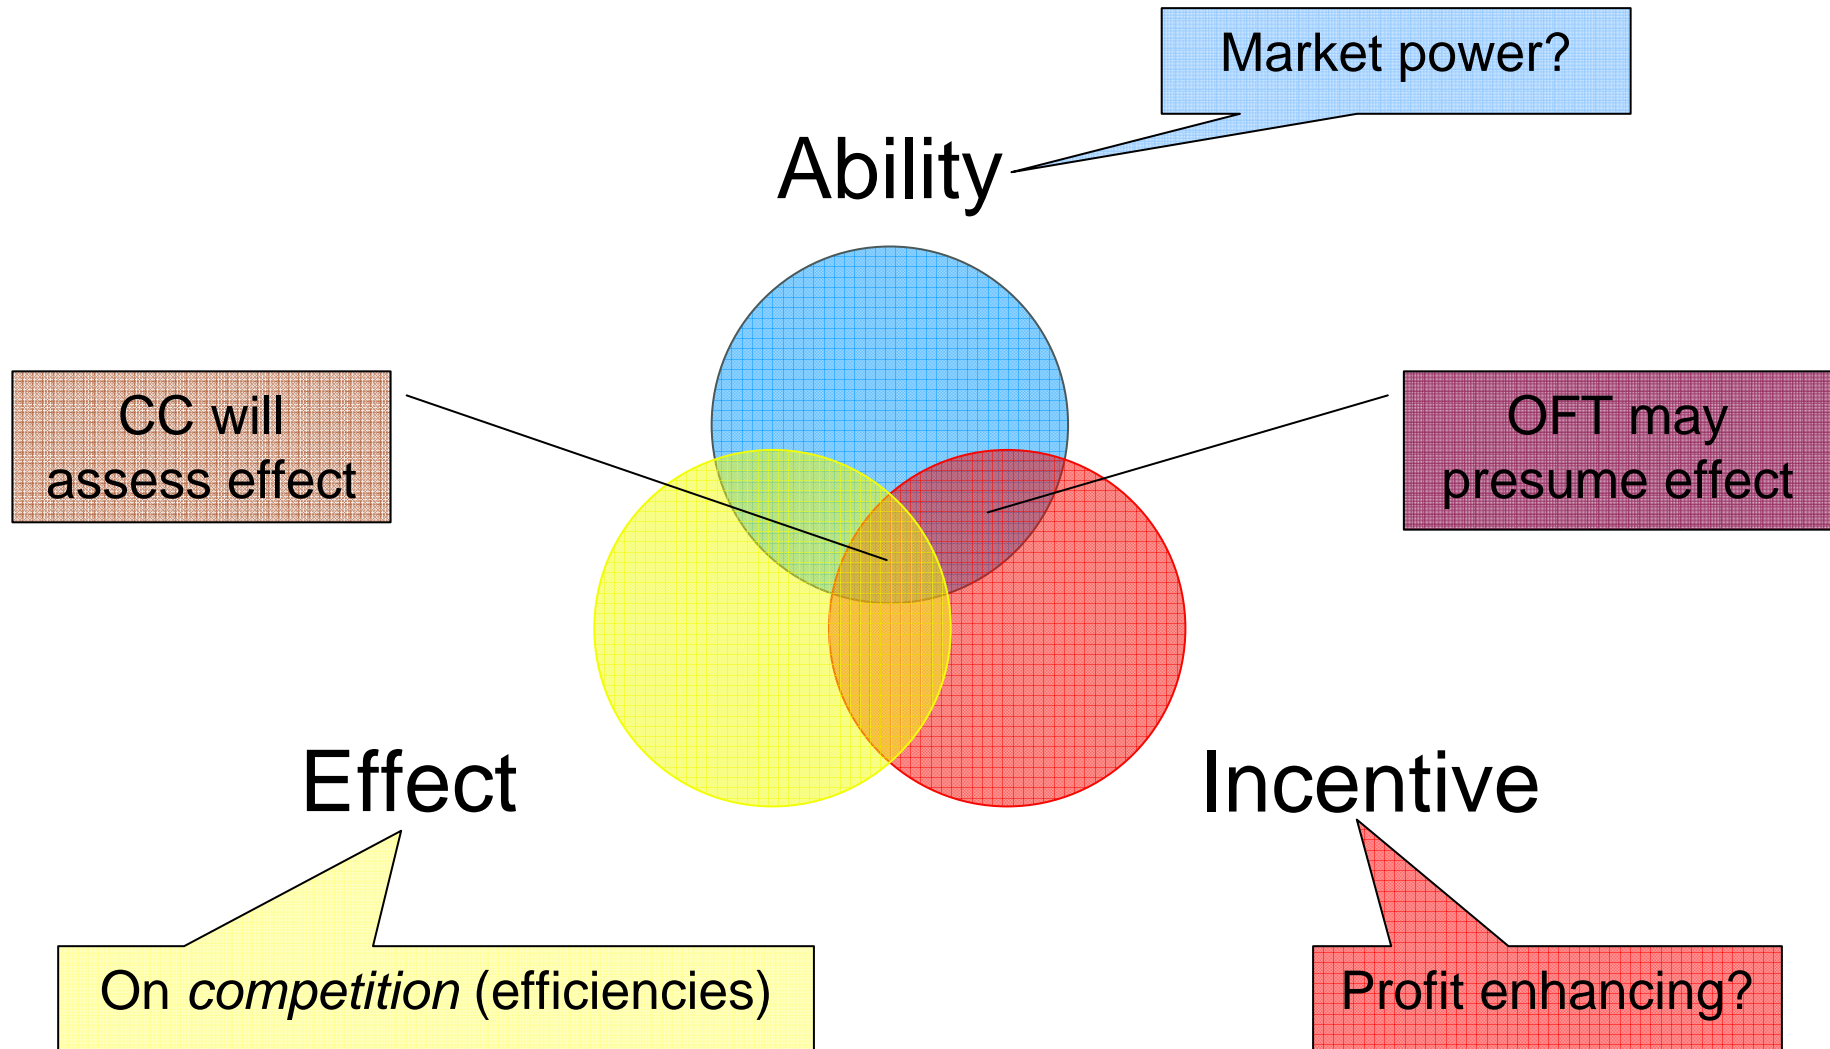 Market power?
Ability
CC will
assess effect
OFT may
presume effect
Effect
Incentive
On competition (efficiencies)
Profit enhancing?